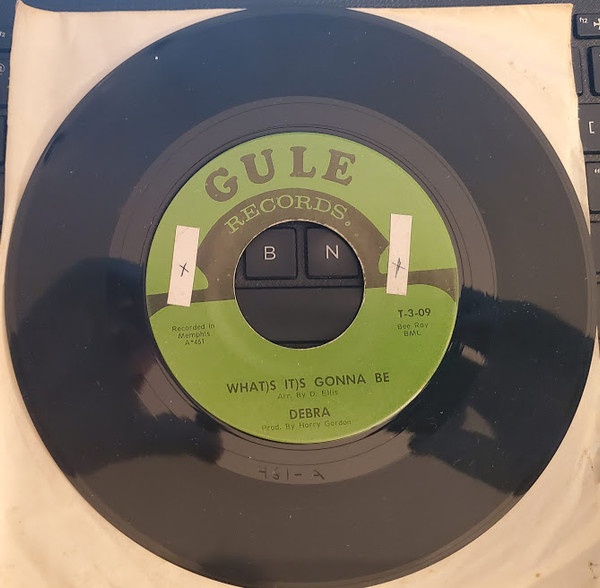 GULE
RECORDS®
x
x
Recorded In
Memphis
A*451
T-3-09
Bee Ray
BMI.
WHAT)S IT)S GONNA BE
Arr. By D. Ellis
DEBRA
Prod. By Harry Gordon
451-A
B N
f12